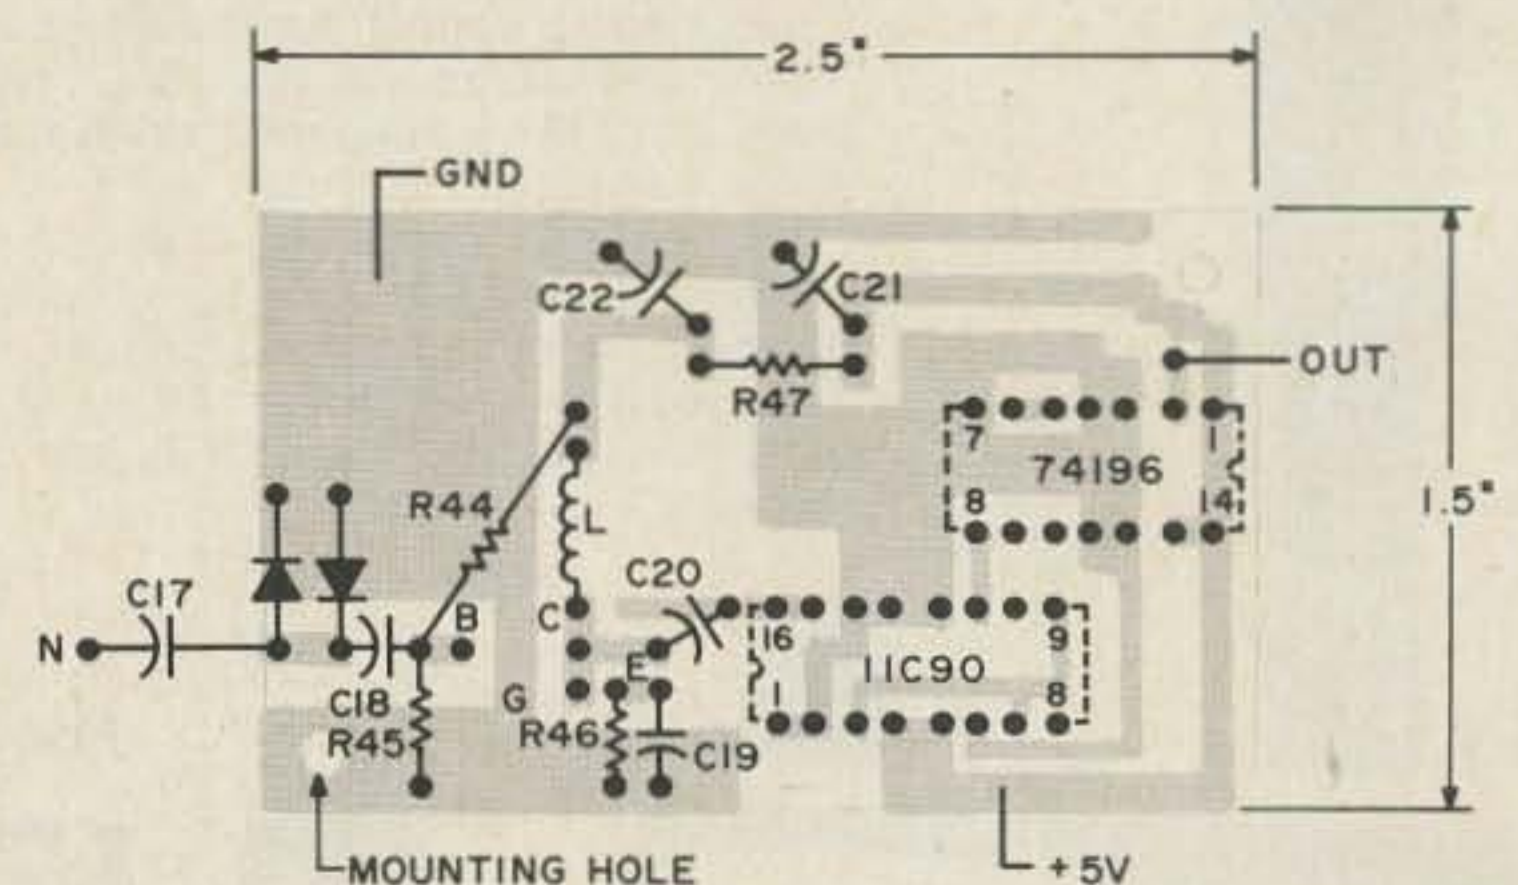 2.5"
GND
C22
C21
OUT
R47
7
1
74196
8
14
1.5"
R44
L
C20
C17
B
C
N
16
9
E
11C90
C18
G
1
8
R45
R46
C19
MOUNTING HOLE
+5V